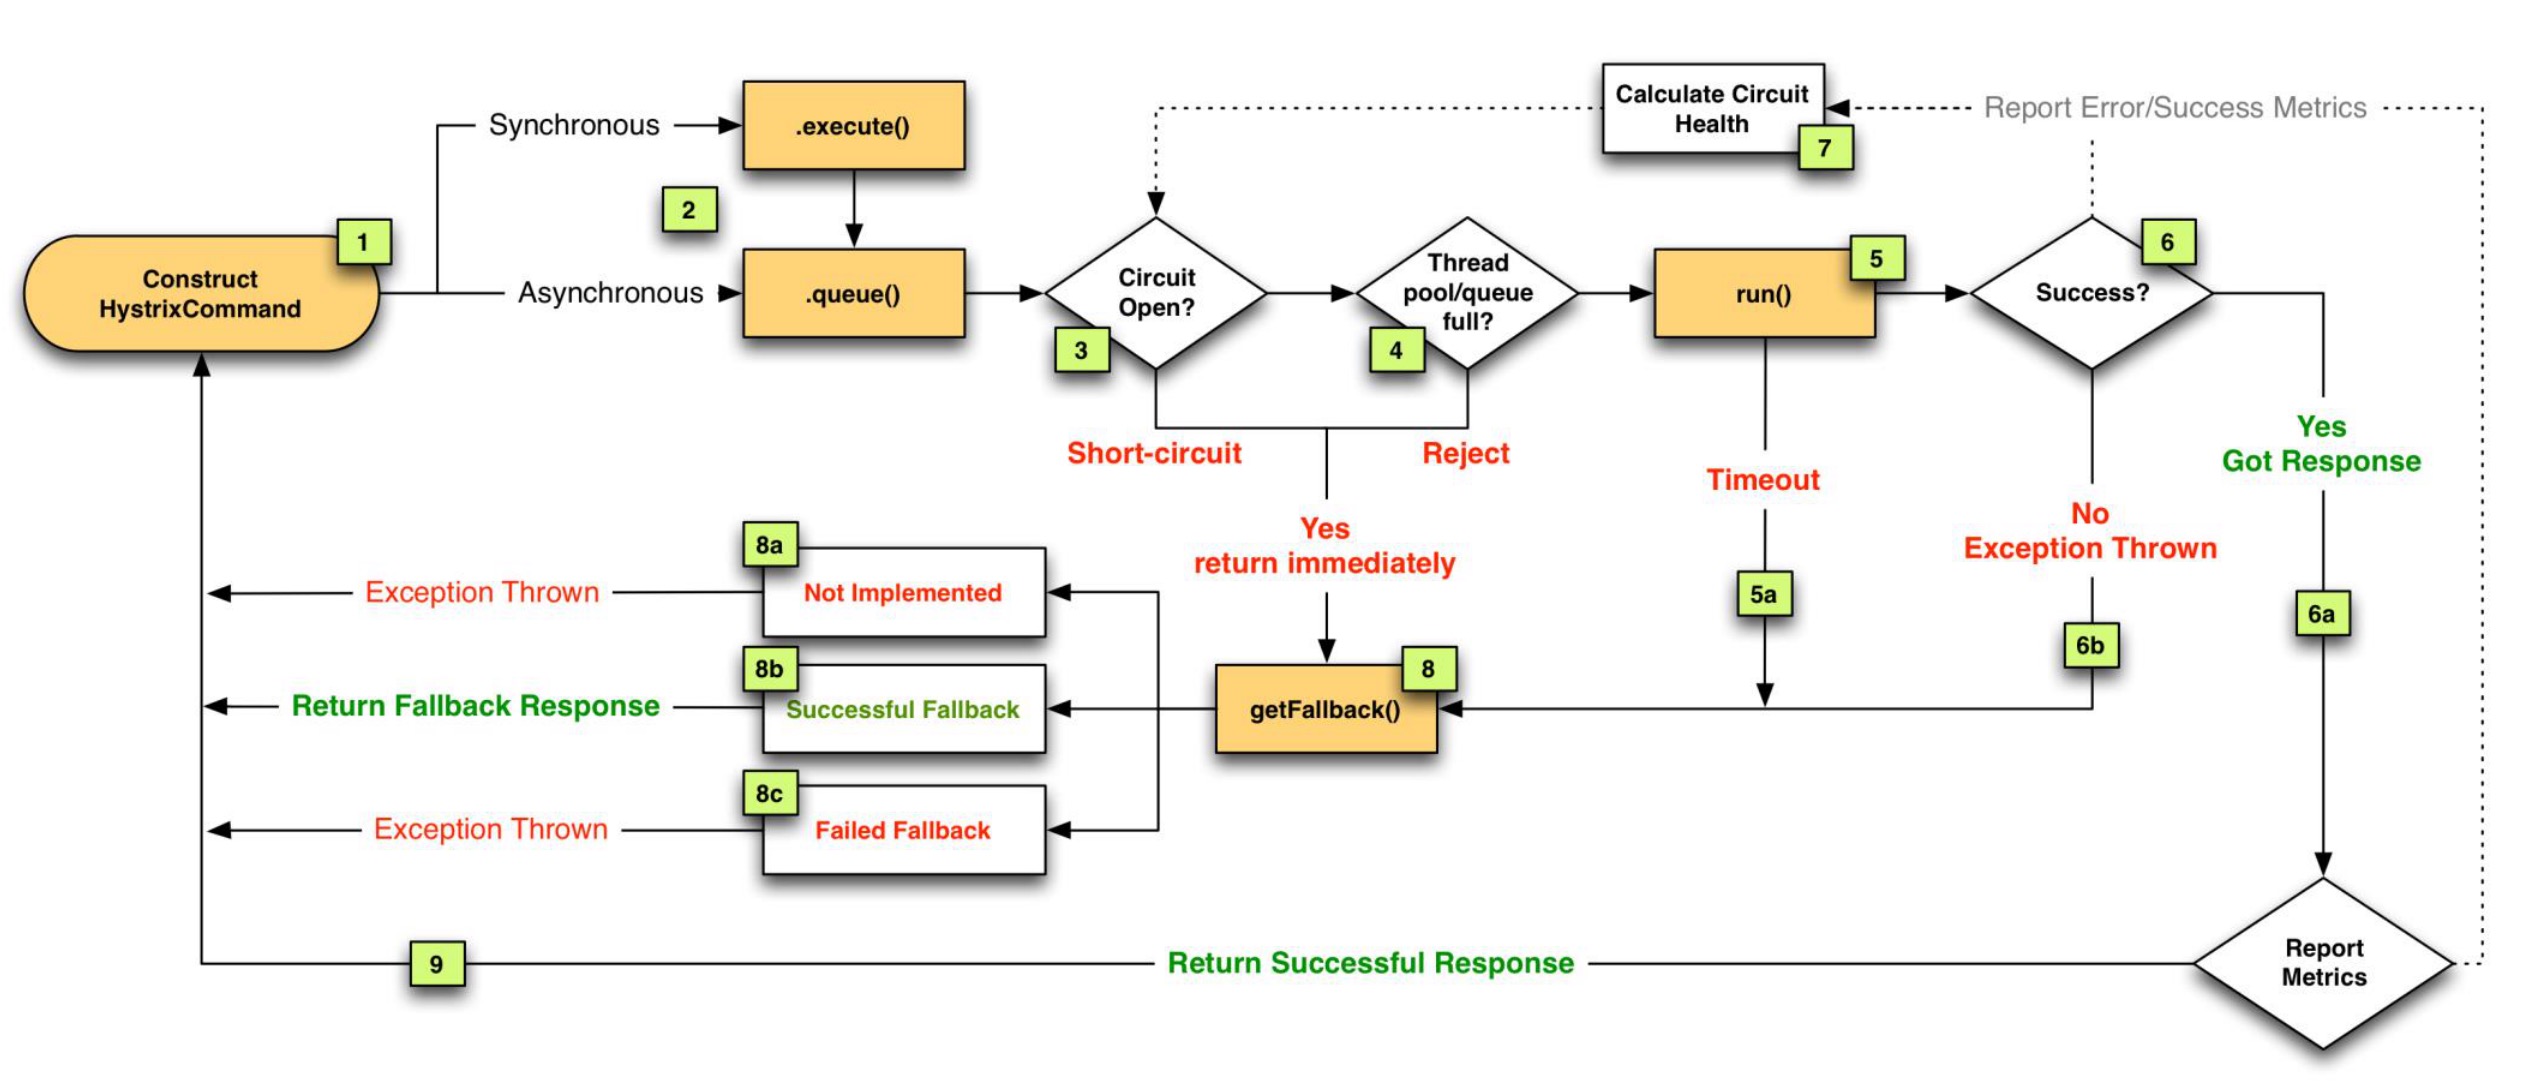 Calculate Circuit
Health
7
Report Error/Success Metrics
Synchronous
.execute()
2
1
Construct
HystrixCommand
Asynchronous
.queue()
Circuit
Open?
3
Thread
pool/queue
full?
4
5
run()
6
Success?
Short-circuit
Reject
Yes
return immediately
Timeout
5a
No
Exception Thrown
6b
Yes
Got Response
6a
8a
Not Implemented
Exception Thrown
8b
Successful Fallback
Return Fallback Response
8
getFallback()
8c
Failed Fallback
Exception Thrown
9
Return Successful Response
Report
Metrics